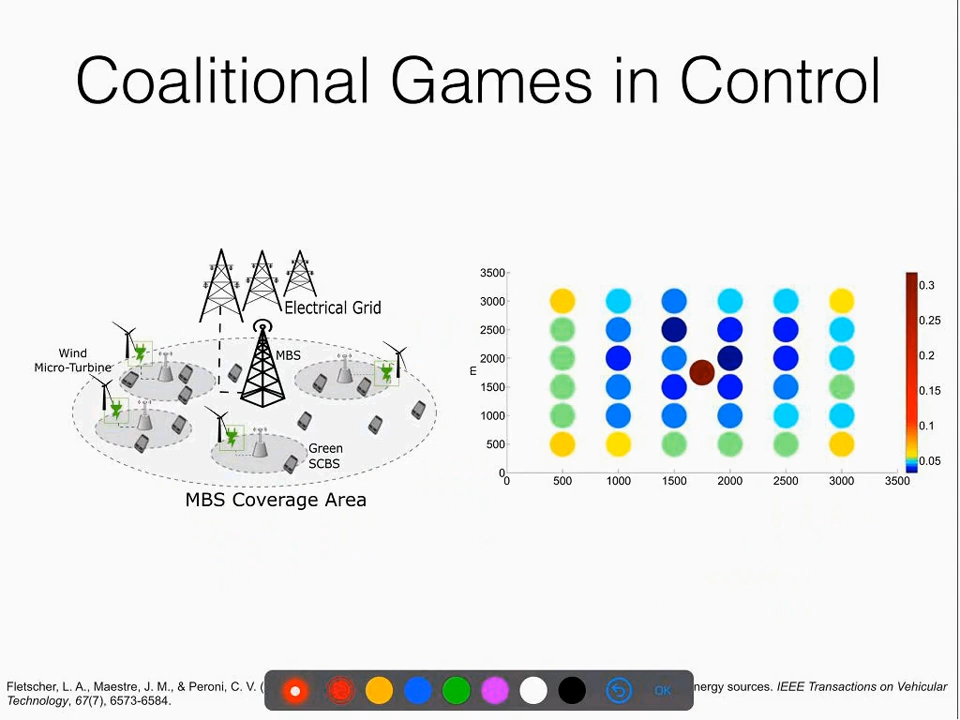 Coalitional Games in Control
Electrical Grid
MBS
Wind
Micro-Turbine
Green
SCBS
MBS Coverage Area
3500
3000
2500
2000
1500
1000
500
0
m
0 500 1000 1500 2000 2500 3000 3500
0.3
0.25
0.2
0.15
0.1
0.05
Fletscher, L. A., Maestre, J. M., & Peroni, C. V. ( nergy sources. IEEE Transactions on Vehicular
Technology, 67(7), 6573-6584.
OK